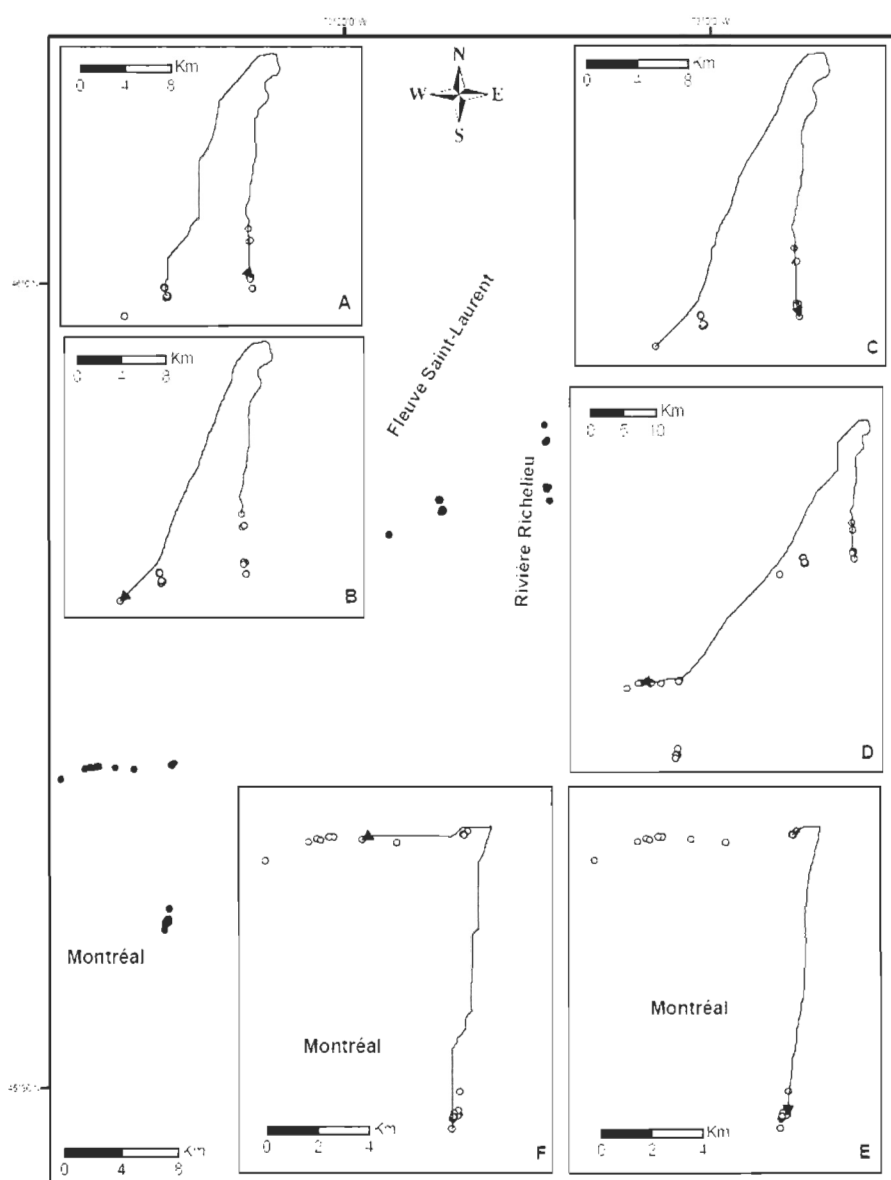 Km
0 4 8
A
N
W E
S
Km
0 4 8
C
Fleuve Saint-Laurent
Km
0 4 8
B
Rivière Richelieu
Km
0 5 10
D
Montréal
Km
0 4 8
Montréal
Km
0 2 4
F
Montréal
Km
0 2 4
E